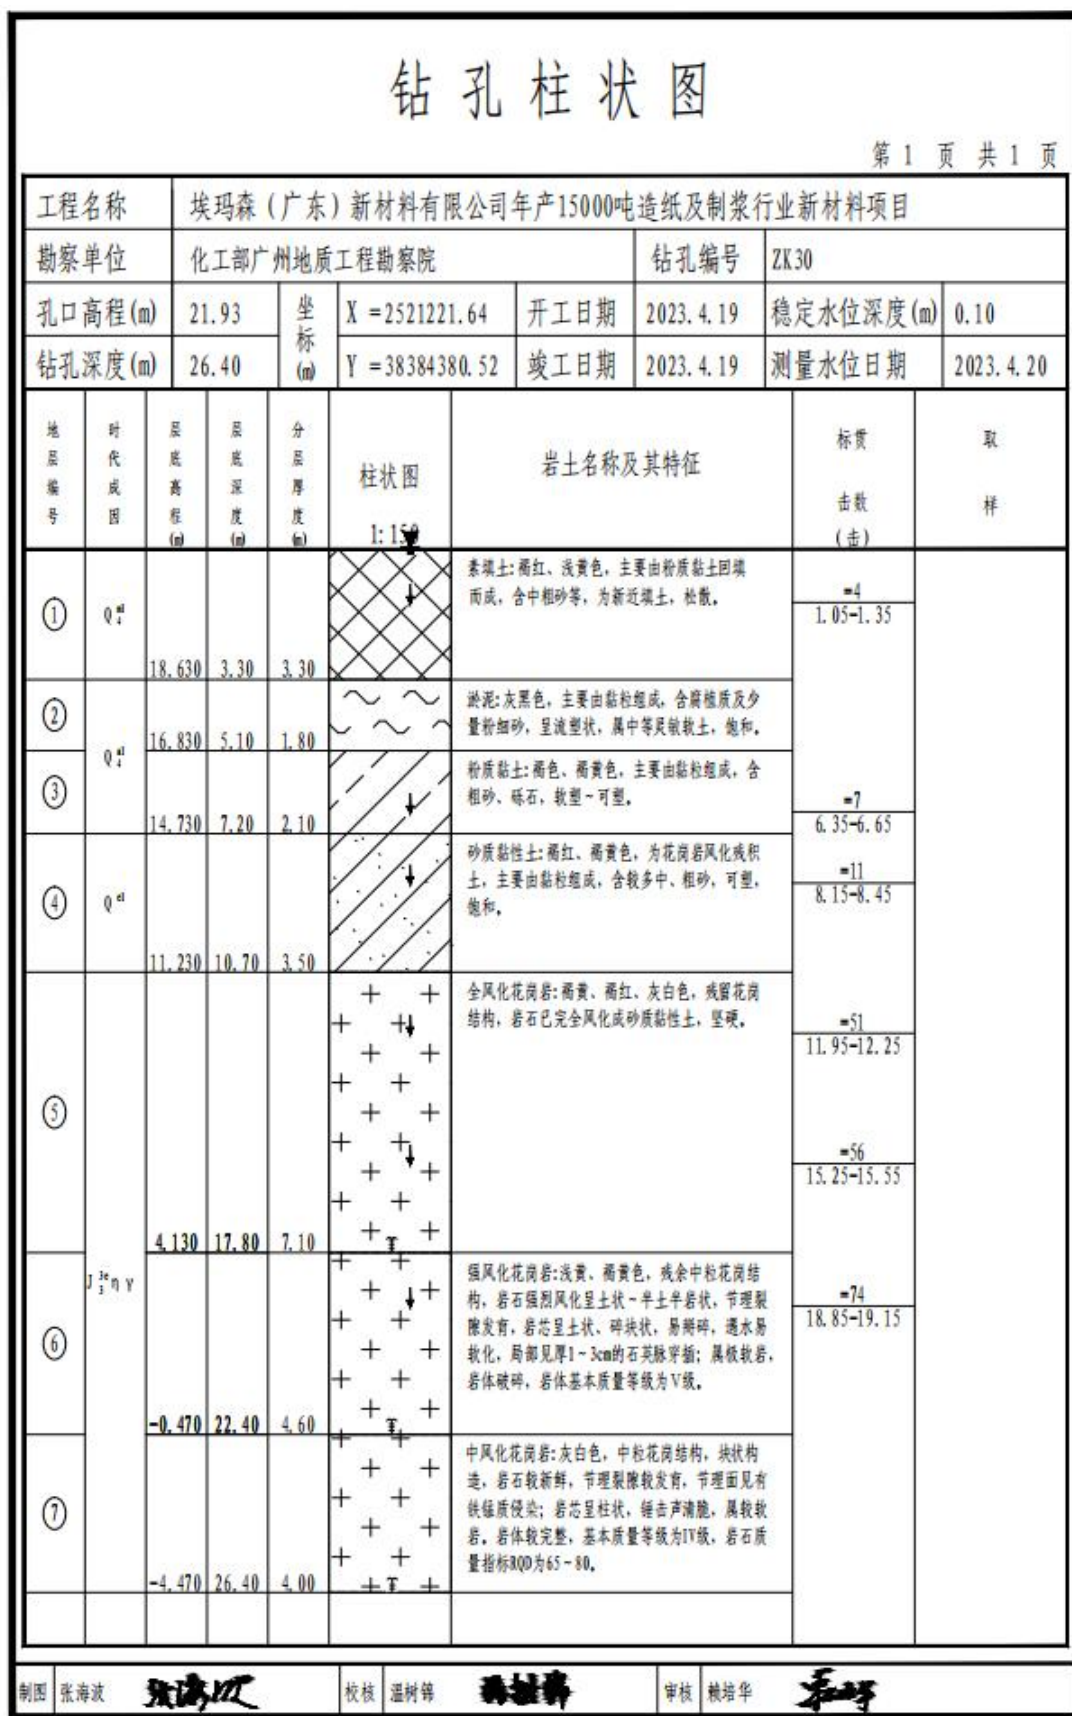 钻孔柱状图
第 1 页 共 1 页
工程名称 埃玛森（广东）新材料有限公司年产15000吨造纸及制浆行业新材料项目
勘察单位 化工部广州地质工程勘察院 钻孔编号 ZK30
孔口高程(m) 21.93 坐标(m) X =2521221.64 开工日期 2023.4.19 稳定水位深度(m) 0.10
钻孔深度(m) 26.40 Y =38384380.52 竣工日期 2023.4.19 测量水位日期 2023.4.20
地层编号 时代成因 层底高程(m) 层底深度(m) 分层厚度(m) 柱状图 1:150 岩土名称及其特征 标贯击数(击) 取样
素填土:褐红、浅黄色，主要由粉质黏土回填
而成，含中粗砂等，为新近填土，松散。
=4
1.05-1.35
①
18.630 3.30 3.30
淤泥:灰黑色，主要由黏粒组成，含腐植质及少
量粉细砂，呈流塑状，属中等灵敏软土，饱和。
②
16.830 5.10 1.80
粉质黏土:褐色、褐黄色，主要由黏粒组成，含
粗砂、砾石，软塑~可塑。
③
=7
6.35-6.65
14.730 7.20 2.10
砂质黏性土:褐红、褐黄色，为花岗岩风化残积
土，主要由黏粒组成，含较多中、粗砂，可塑，
饱和。
=11
8.15-8.45
④ Q el
11.230 10.70 3.50
全风化花岗岩:褐黄、褐红、灰白色，残留花岗
结构，岩石已完全风化成砂质黏性土，坚硬。
=51
11.95-12.25
⑤
=56
15.25-15.55
4.130 17.80 7.10
强风化花岗岩:浅黄、褐黄色，残余中粒花岗结
构，岩石强烈风化呈土状~半土半岩状，节理裂
隙发育，岩芯呈土状、碎块状，易掰碎，遇水易
软化，局部见厚1~3cm的石英脉穿插；属极软岩，
岩体破碎，岩体基本质量等级为V级。
=74
18.85-19.15
⑥
-0.470 22.40 4.60
中风化花岗岩:灰白色，中粒花岗结构，块状构
造，岩石较新鲜，节理裂隙较发育，节理面见有
铁锰质侵染；岩芯呈柱状，锤击声清脆，属较软
岩。岩体较完整，基本质量等级为IV级，岩石质
量指标RQD为65~80。
⑦
-4.470 26.40 4.00
制图 张海波 校核 温树锦 审核 赖培华